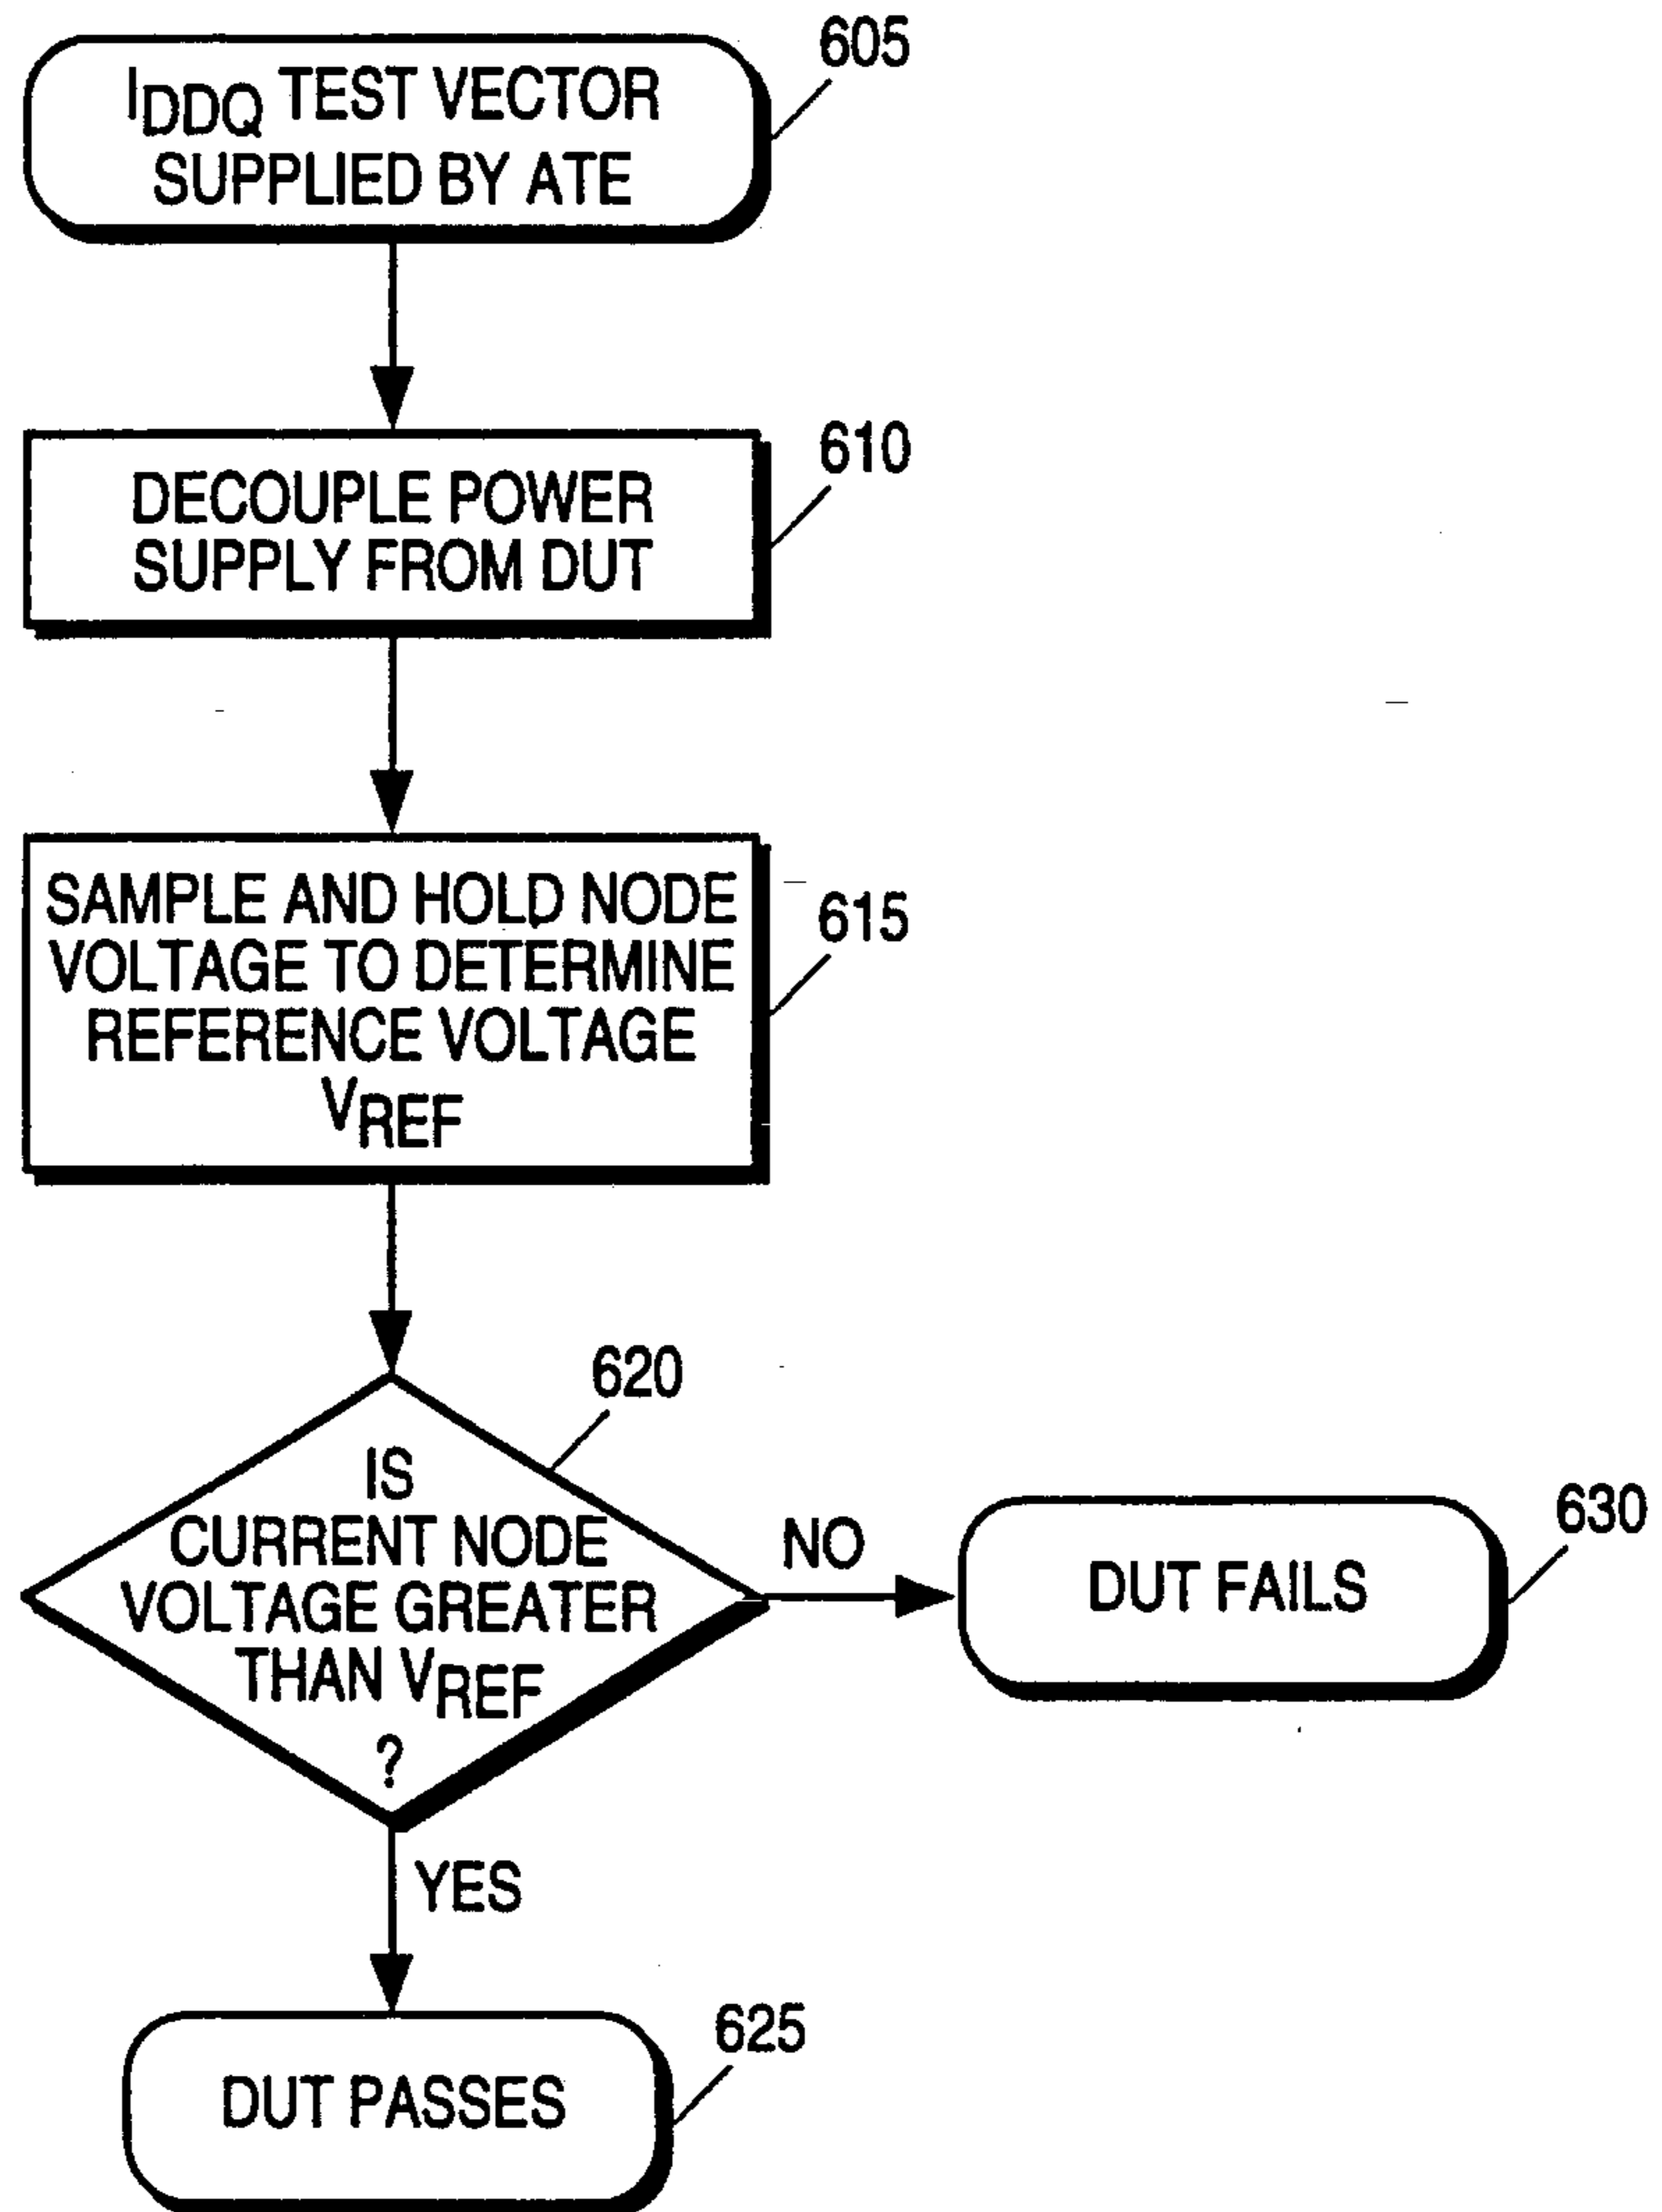 IDDQ TEST VECTOR
SUPPLIED BY ATE
605
DECOUPLE POWER
SUPPLY FROM DUT
610
SAMPLE AND HOLD NODE
VOLTAGE TO DETERMINE
REFERENCE VOLTAGE
VREF
615
620
IS
CURRENT NODE
VOLTAGE GREATER
THAN VREF
?
NO
DUT FAILS
630
YES
DUT PASSES
625